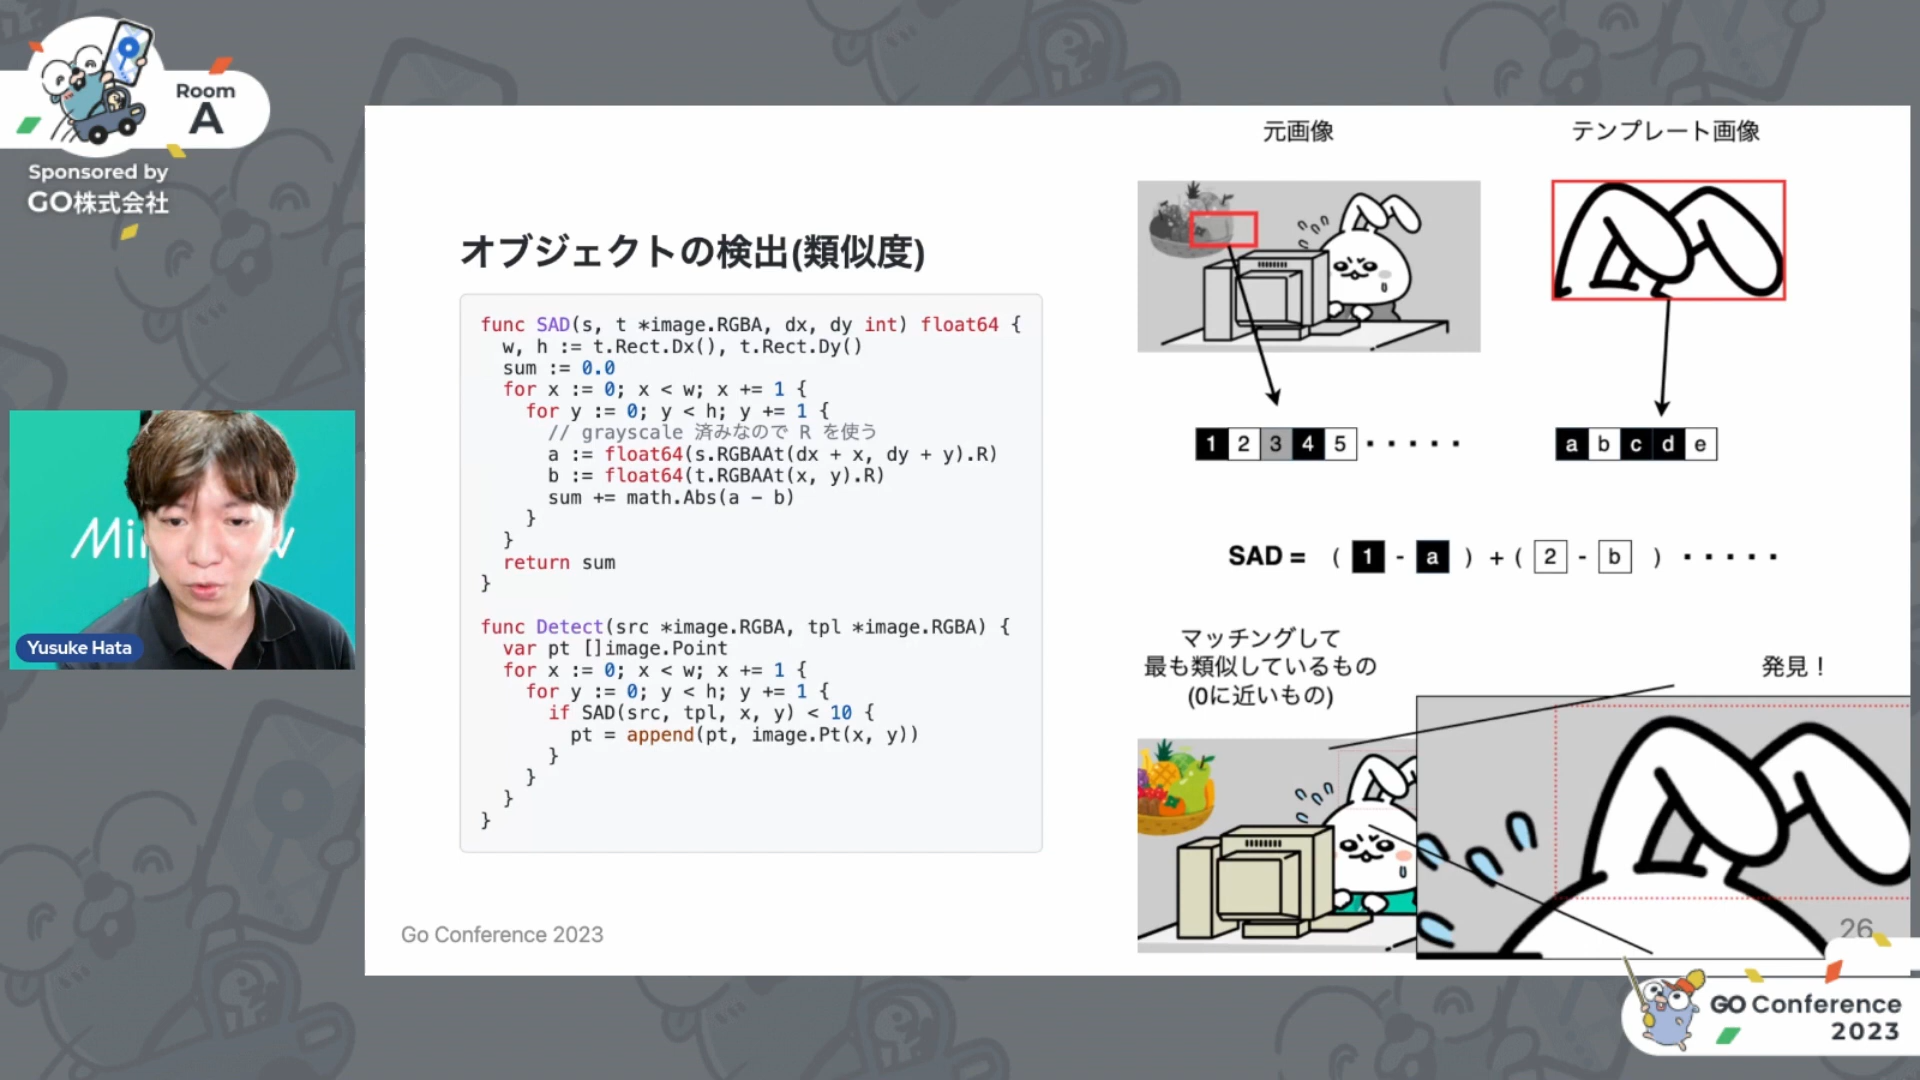 Room
A
Sponsored by
GO株式会社
元画像
テンプレート画像
オブジェクトの検出(類似度)
func SAD(s, t *image.RGBA, dx, dy int) float64 {
  w, h := t.Rect.Dx(), t.Rect.Dy()
  sum := 0.0
  for x := 0; x < w; x += 1 {
    for y := 0; y < h; y += 1 {
      // grayscale 済みなので R を使う
      a := float64(s.RGBAAt(dx + x, dy + y).R)
      b := float64(t.RGBAAt(x, y).R)
      sum += math.Abs(a - b)
    }
  }
  return sum
}
func Detect(src *image.RGBA, tpl *image.RGBA) {
  var pt []image.Point
  for x := 0; x < w; x += 1 {
    for y := 0; y < h; y += 1 {
      if SAD(src, tpl, x, y) < 10 {
        pt = append(pt, image.Pt(x, y))
      }
    }
  }
}
1 2 3 4 5 ・・・・・
a b c d e
SAD = ( 1 - a ) + ( 2 - b ) ・・・・・
マッチングして
最も類似しているもの
(0に近いもの)
発見！
Yusuke Hata
Go Conference 2023
26
GO Conference
2023